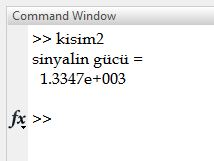 Command Window
>> kisim2
sinyalin gücü =
1.3347e+003
fx >>